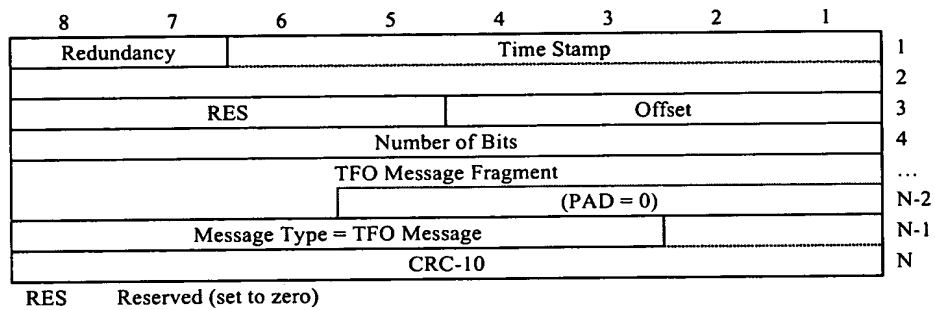 8 7 6 5 4 3 2 1
Redundancy Time Stamp 1
2
RES Offset 3
Number of Bits 4
TFO Message Fragment ...
(PAD = 0) N-2
Message Type = TFO Message N-1
CRC-10 N
RES Reserved (set to zero)